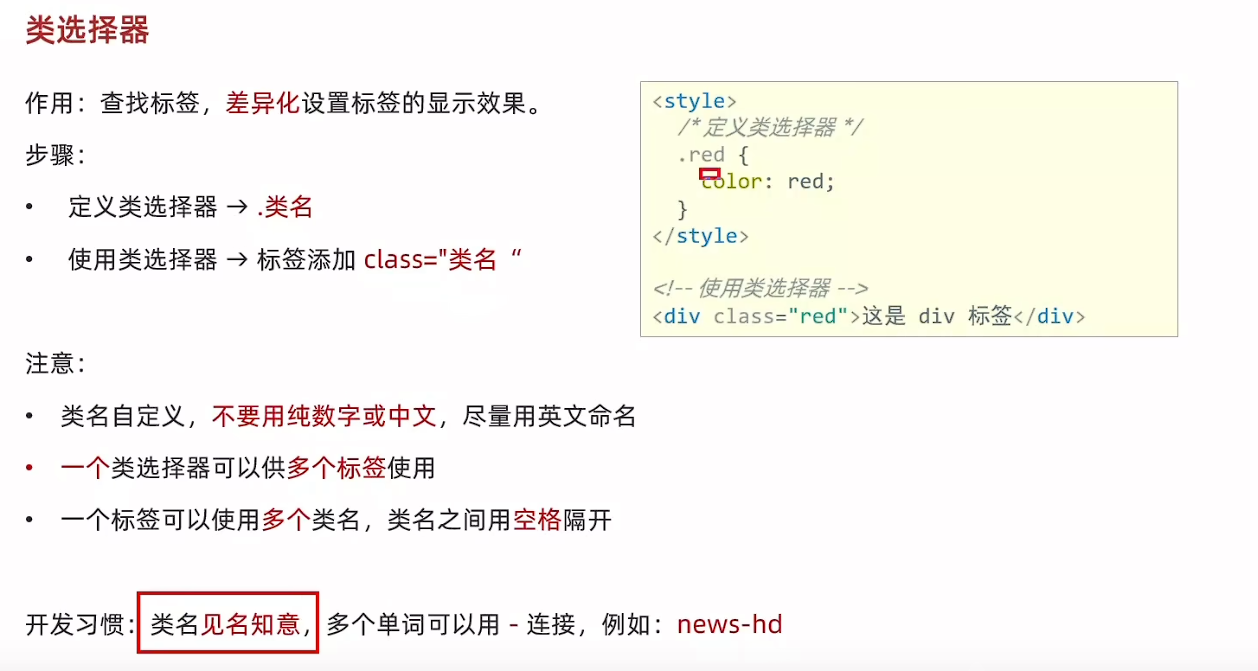 类选择器
作用：查找标签，差异化设置标签的显示效果。
步骤：
• 定义类选择器 → .类名
• 使用类选择器 → 标签添加 class="类名“
<style>
/* 定义类选择器 */
.red {
color: red;
}
</style>
<!-- 使用类选择器 -->
<div class="red">这是 div 标签</div>
注意：
• 类名自定义，不要用纯数字或中文，尽量用英文命名
• 一个类选择器可以供多个标签使用
• 一个标签可以使用多个类名，类名之间用空格隔开
开发习惯：类名见名知意，多个单词可以用 - 连接，例如：news-hd